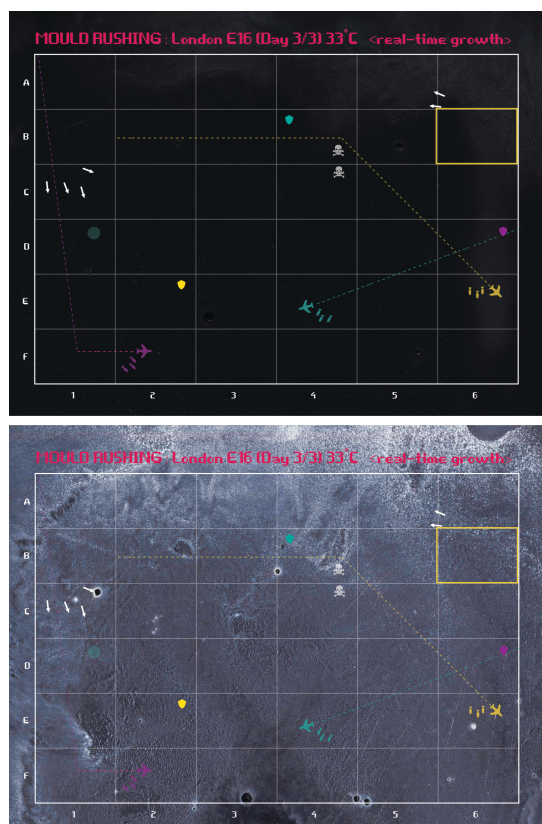 MOULD RUSHING : London E16 (Day 3/3) 33°C <real-time growth>
A
B
C
D
E
F
1 2 3 4 5 6
MOULD RUSHING : London E16 (Day 3/3) 33°C <real-time growth>
A
B
C
D
E
F
1 2 3 4 5 6